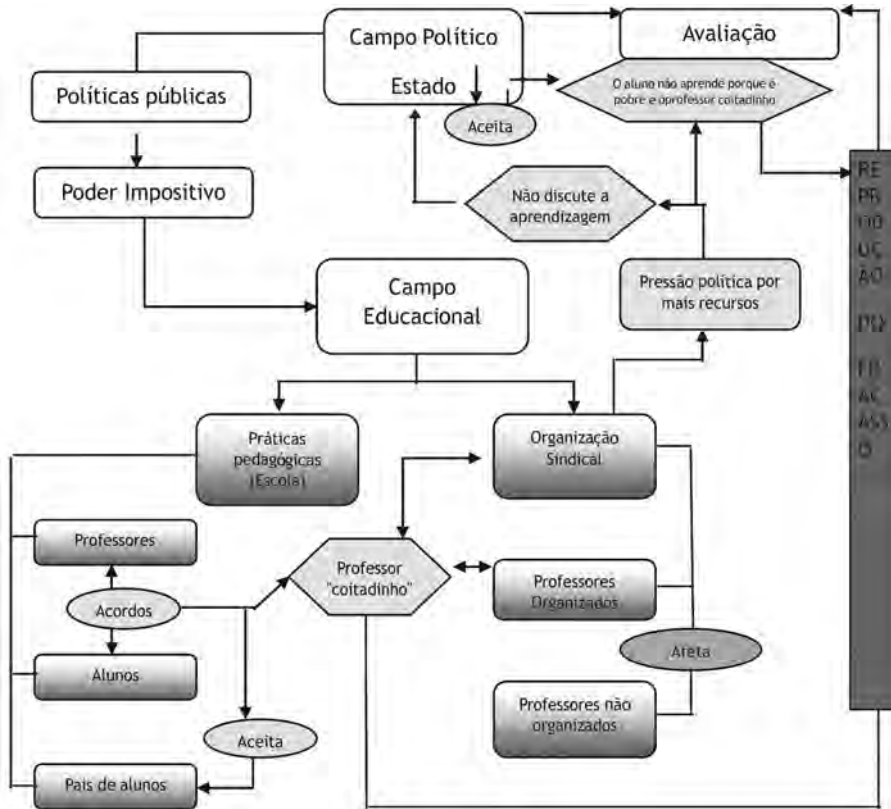 Campo Político
Estado
Aceita
Avaliação
O aluno não aprende porque é
pobre e oprofessor coitadinho
Políticas públicas
Poder Impositivo
Não discute a
aprendizagem
Pressão política por
mais recursos
Campo
Educacional
RE
PR
OD
UÇ
ÃO
DO
FR
AC
ASS
O
Práticas
pedagógicas
(Escola)
Organização
Sindical
Professores
Acordos
Alunos
Aceita
Pais de alunos
Professor
"coitadinho"
Professores
Organizados
Professores não
organizados